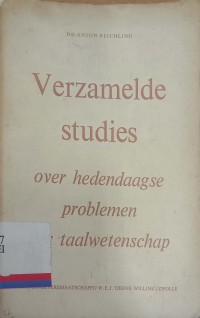 DR ANTON REICHLING
Verzamelde
studies
over hedendaagse
problemen
taalwetenschap
W. E. J. TJEENK WILLINK ZWOLLE